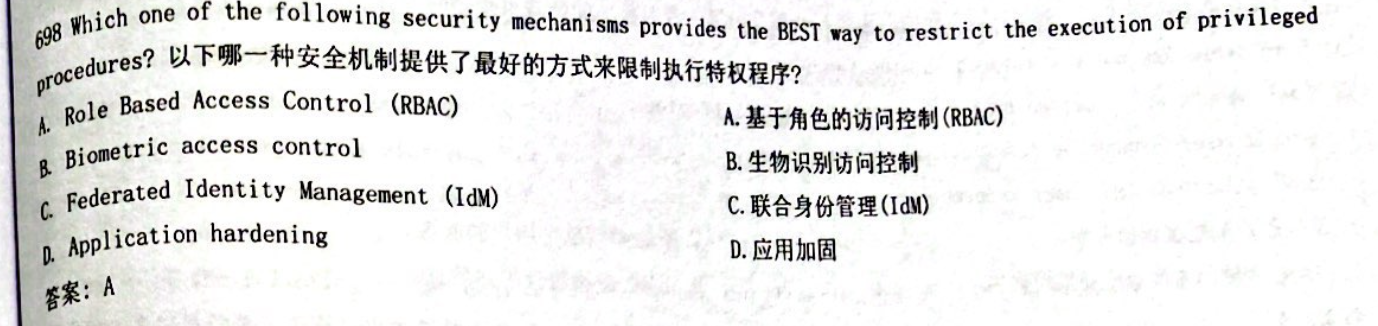 698 Which one of the following security mechanisms provides the BEST way to restrict the execution of privileged
procedures? 以下哪一种安全机制提供了最好的方式来限制执行特权程序?
A. Role Based Access Control (RBAC) A.基于角色的访问控制(RBAC)
B. Biometric access control B.生物识别访问控制
C. Federated Identity Management (IdM) C.联合身份管理(IdM)
D. Application hardening D.应用加固
答案: A